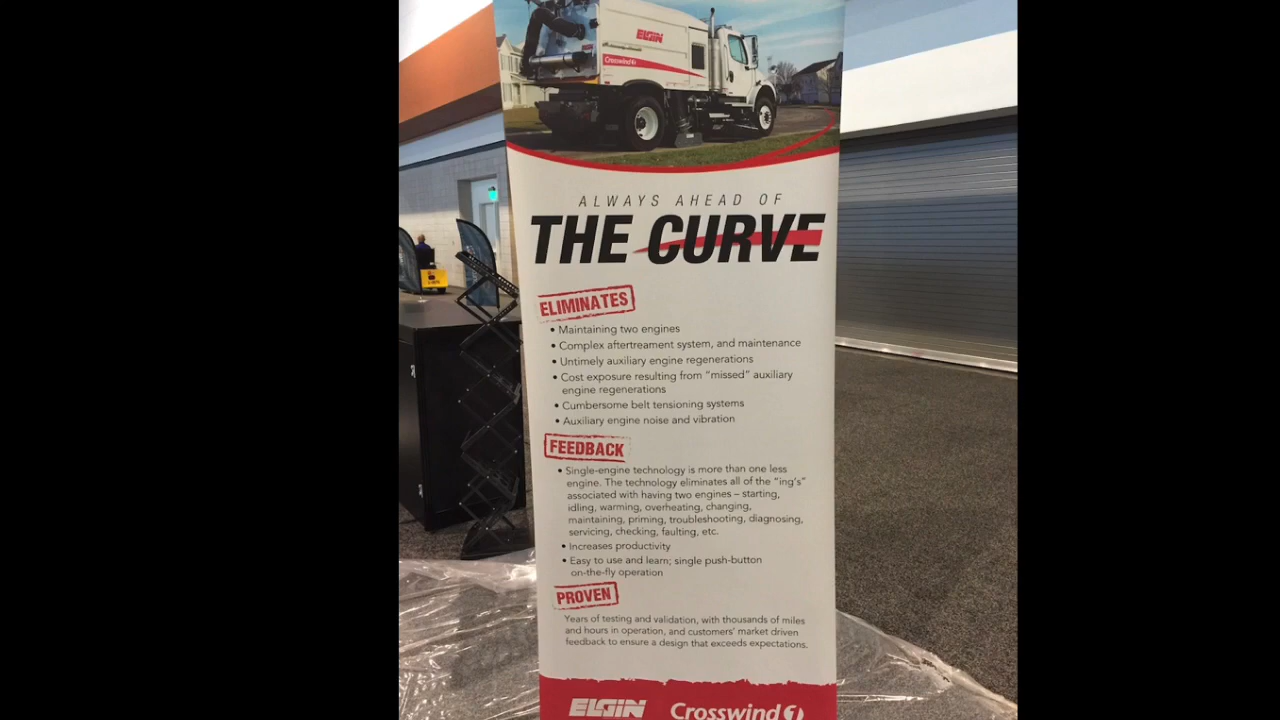 ELGIN
Crosswind 1
ALWAYS AHEAD OF
THE CURVE
ELIMINATES
• Maintaining two engines
• Complex aftertreament system, and maintenance
• Untimely auxiliary engine regenerations
• Cost exposure resulting from “missed” auxiliary
engine regenerations
• Cumbersome belt tensioning systems
• Auxiliary engine noise and vibration
FEEDBACK
• Single-engine technology is more than one less
engine. The technology eliminates all of the “ing’s”
associated with having two engines – starting,
idling, warming, overheating, changing,
maintaining, priming, troubleshooting, diagnosing,
servicing, checking, faulting, etc.
• Increases productivity
• Easy to use and learn; single push-button
on-the-fly operation
PROVEN
Years of testing and validation, with thousands of miles
and hours in operation, and customers’ market driven
feedback to ensure a design that exceeds expectations.
ELGIN Crosswind 1